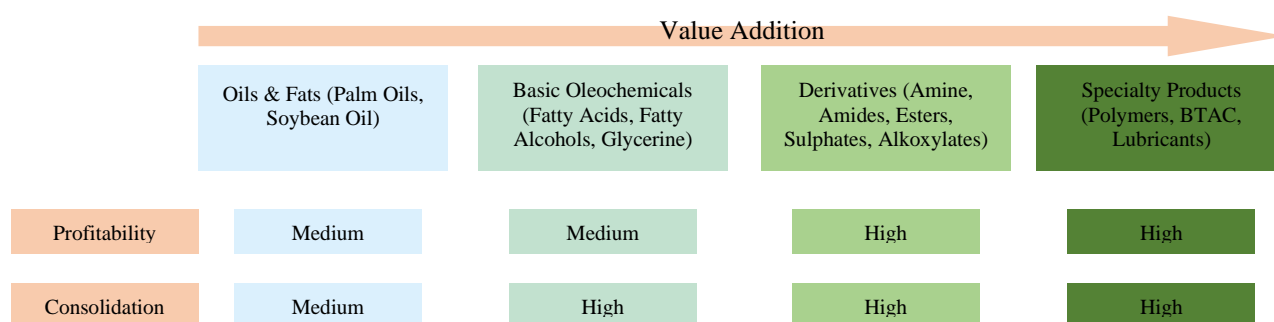 Value Addition
Oils & Fats (Palm Oils,
Soybean Oil)
Basic Oleochemicals
(Fatty Acids, Fatty
Alcohols, Glycerine)
Derivatives (Amine,
Amides, Esters,
Sulphates, Alkoxylates)
Specialty Products
(Polymers, BTAC,
Lubricants)
Profitability
Medium
Medium
High
High
Consolidation
Medium
High
High
High